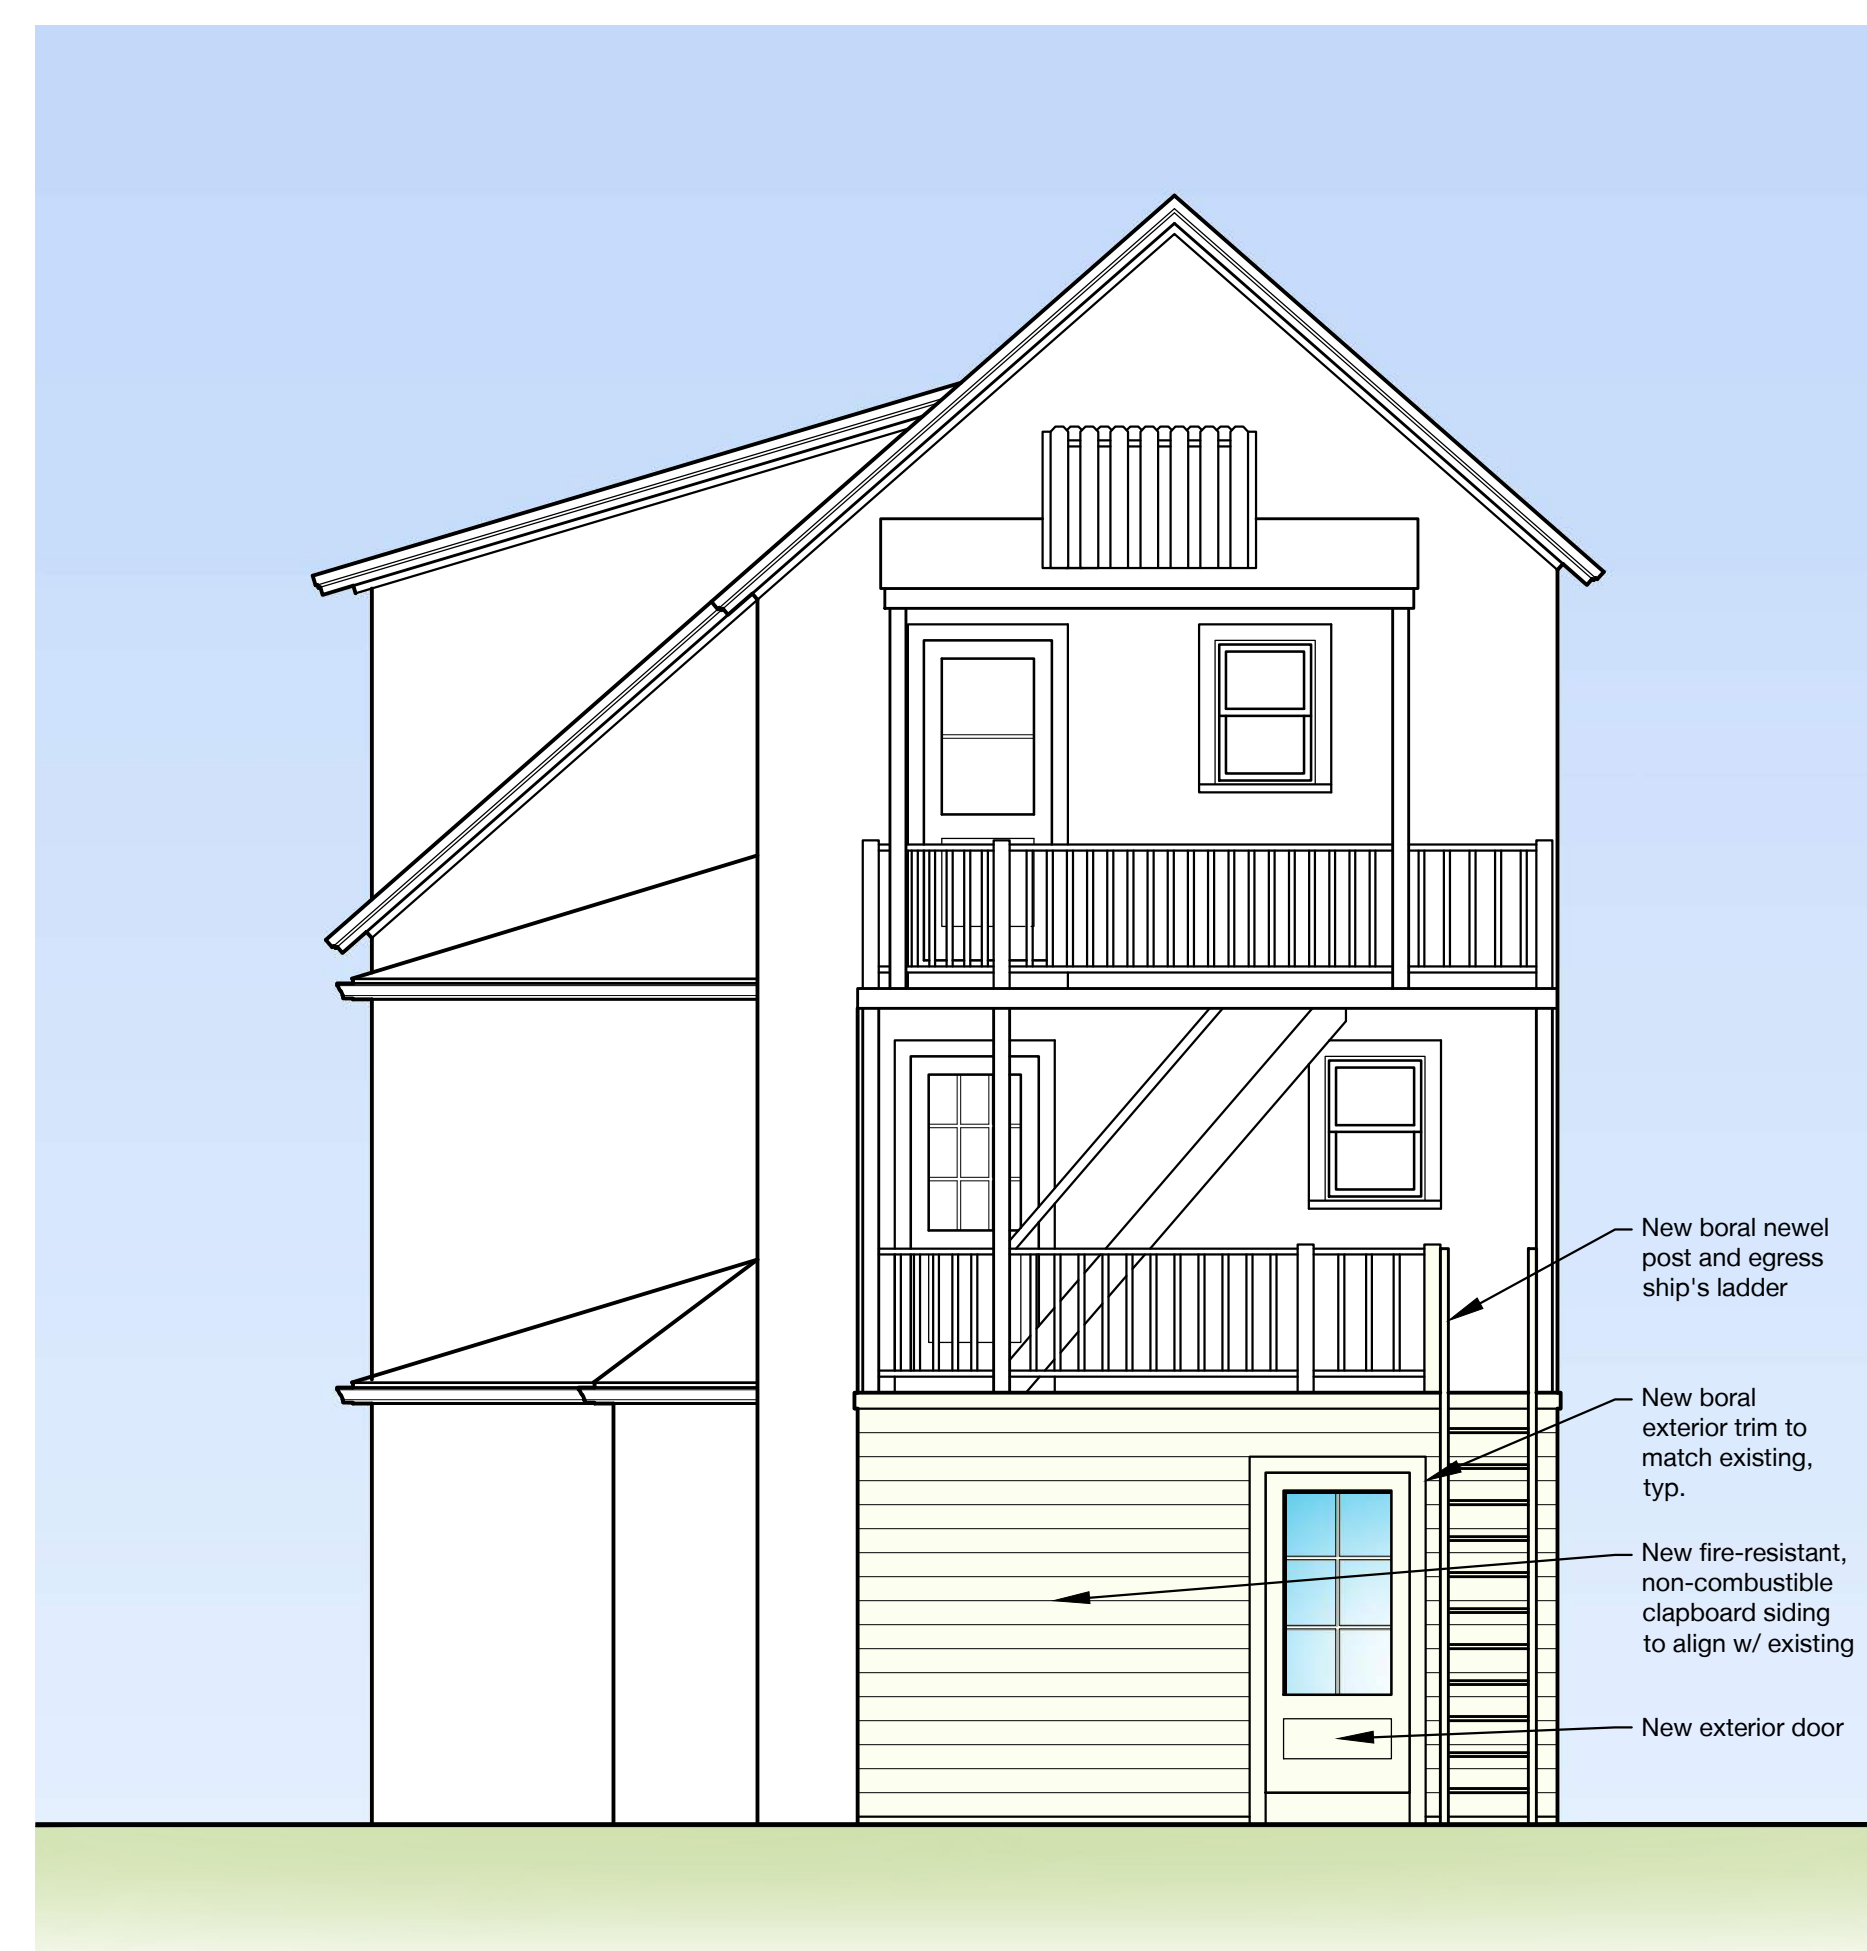 New boral newel
post and egress
ship's ladder
New boral
exterior trim to
match existing,
typ.
New fire-resistant,
non-combustible
clapboard siding
to align w/ existing
New exterior door